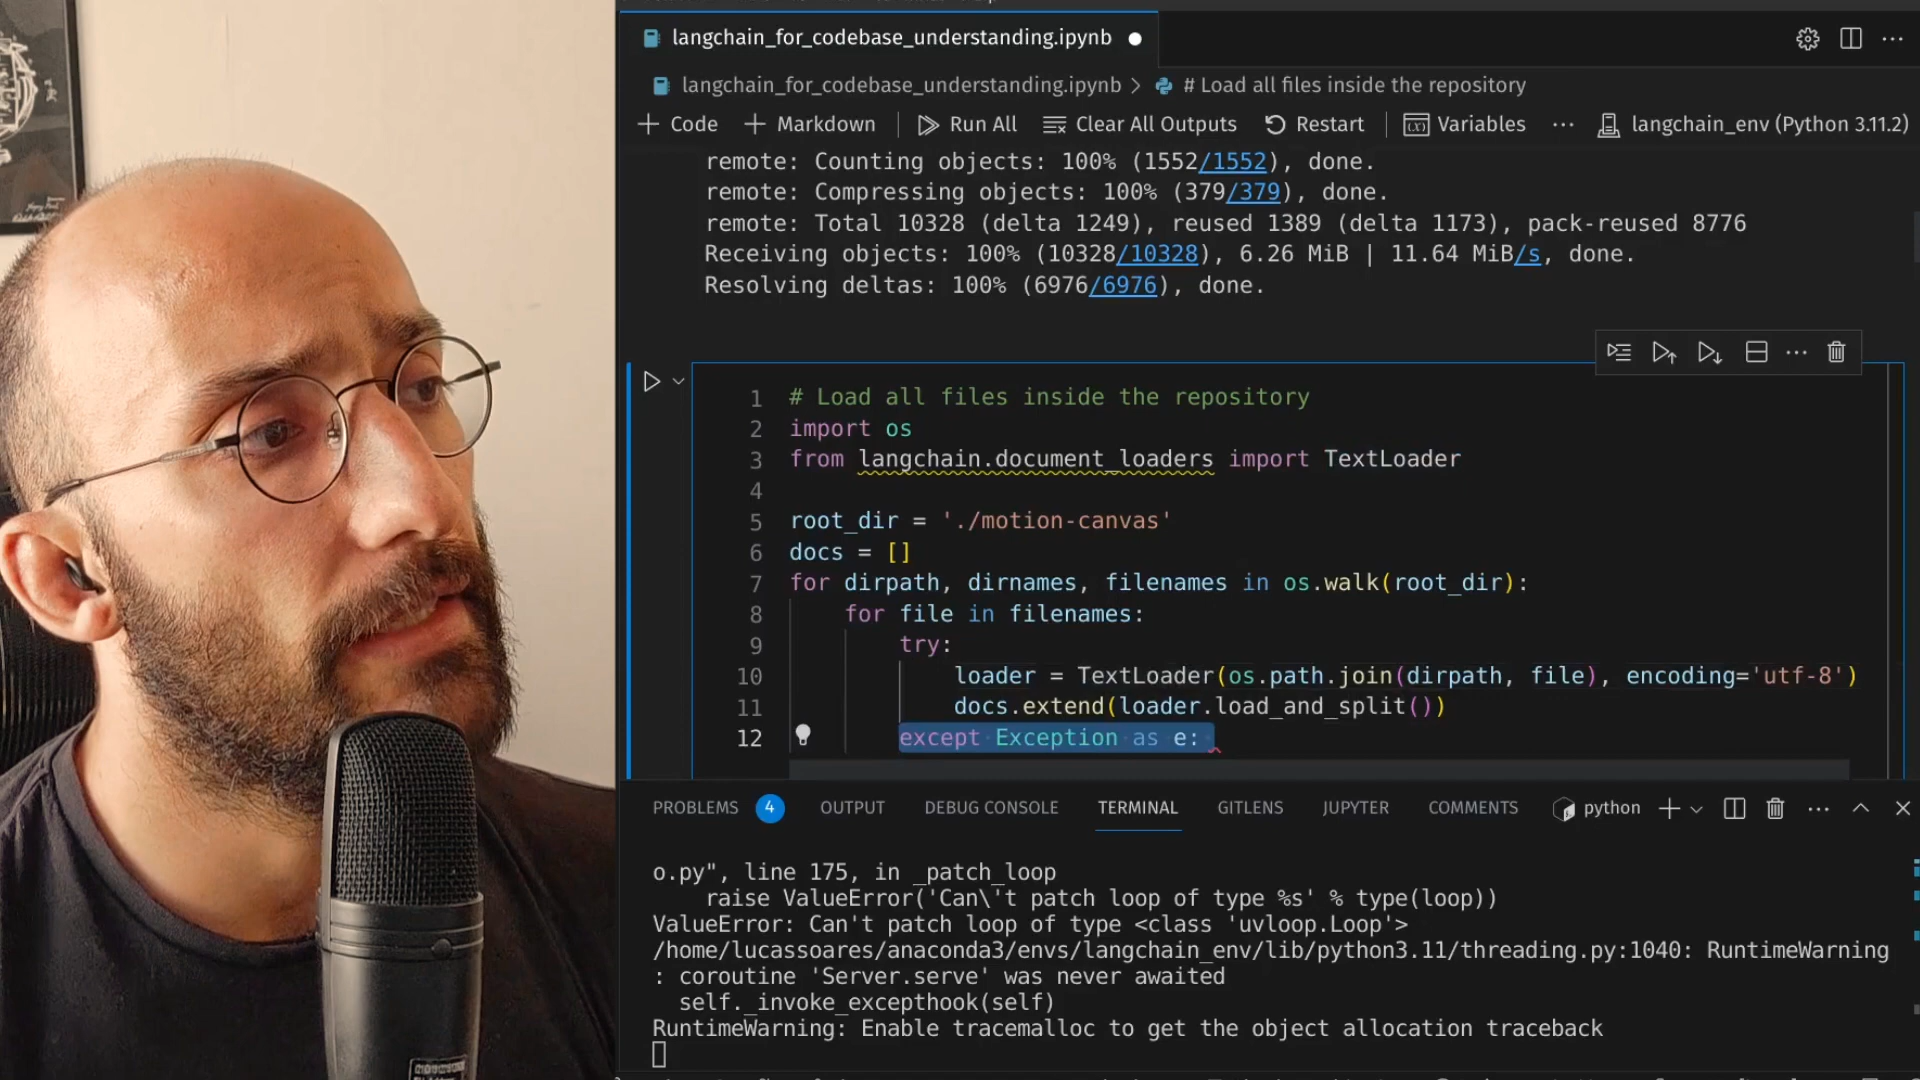 langchain_for_codebase_understanding.ipynb
langchain_for_codebase_understanding.ipynb > # Load all files inside the repository
+ Code + Markdown | Run All Clear All Outputs Restart | Variables ... langchain_env (Python 3.11.2)
remote: Counting objects: 100% (1552/1552), done.
remote: Compressing objects: 100% (379/379), done.
remote: Total 10328 (delta 1249), reused 1389 (delta 1173), pack-reused 8776
Receiving objects: 100% (10328/10328), 6.26 MiB | 11.64 MiB/s, done.
Resolving deltas: 100% (6976/6976), done.
1 # Load all files inside the repository
2 import os
3 from langchain.document_loaders import TextLoader
4
5 root_dir = './motion-canvas'
6 docs = []
7 for dirpath, dirnames, filenames in os.walk(root_dir):
8 for file in filenames:
9 try:
10 loader = TextLoader(os.path.join(dirpath, file), encoding='utf-8')
11 docs.extend(loader.load_and_split())
12 except Exception as e:
PROBLEMS 4 OUTPUT DEBUG CONSOLE TERMINAL GITLENS JUPYTER COMMENTS python
o.py", line 175, in _patch_loop
raise ValueError('Can\'t patch loop of type %s' % type(loop))
ValueError: Can't patch loop of type <class 'uvloop.Loop'>
/home/lucassoares/anaconda3/envs/langchain_env/lib/python3.11/threading.py:1040: RuntimeWarning
: coroutine 'Server.serve' was never awaited
self._invoke_excepthook(self)
RuntimeWarning: Enable tracemalloc to get the object allocation traceback